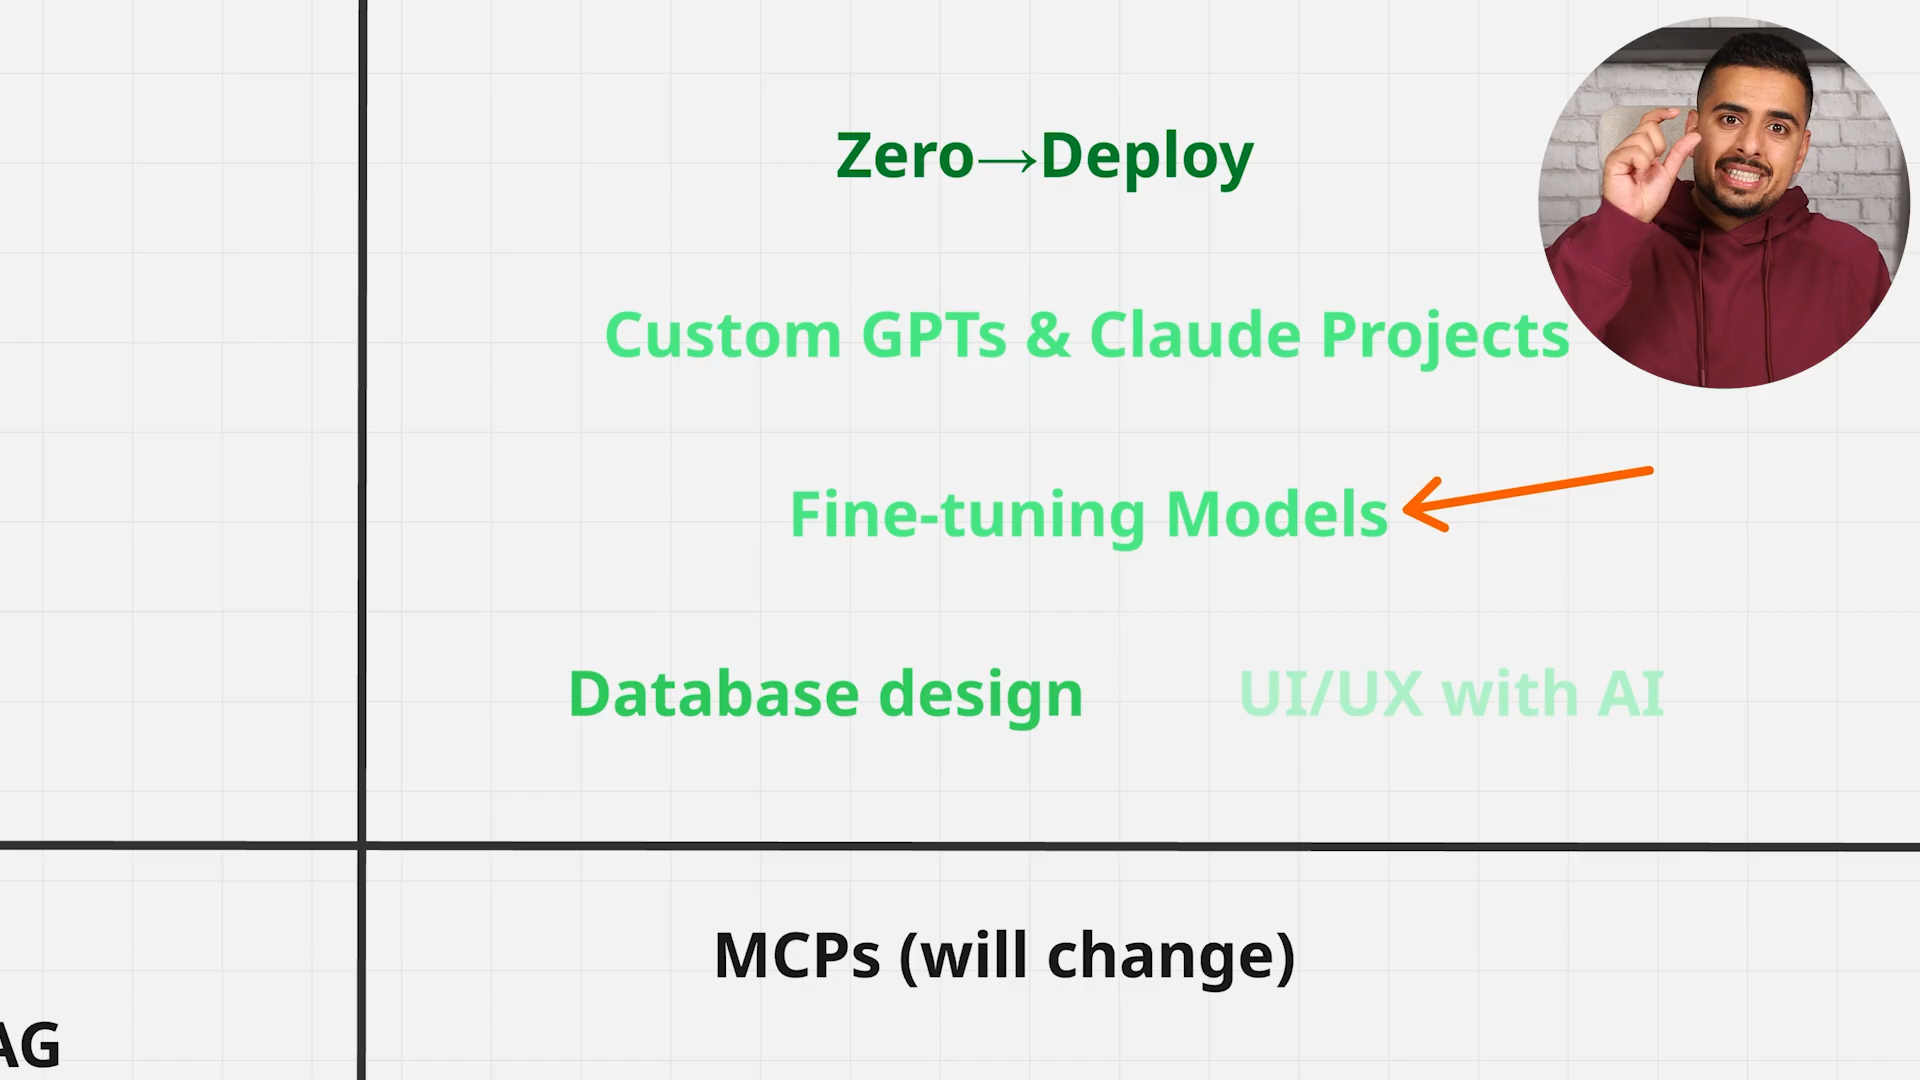 Zero→Deploy
Custom GPTs & Claude Projects
Fine-tuning Models
Database design
UI/UX with AI
MCPs (will change)
AG